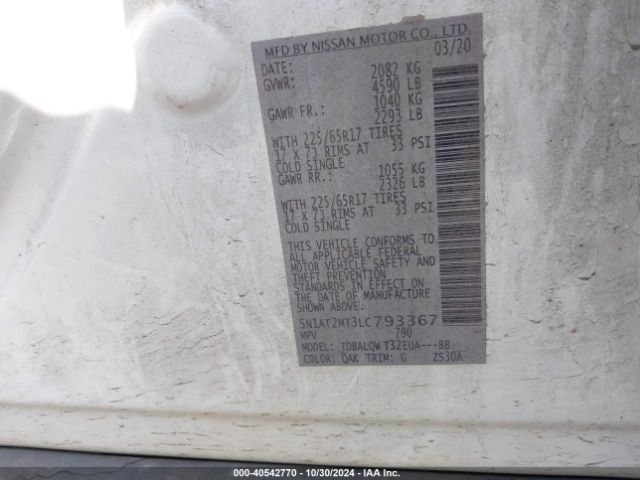 MFD BY NISSAN MOTOR CO., LTD.
DATE: 03/20
GVWR: 2082 KG
4590 LB
GAWR FR.: 1040 KG
2293 LB
WITH 225/65R17 TIRES
17 X 7J RIMS AT 33 PSI
COLD SINGLE
GAWR RR.: 1055 KG
2326 LB
WITH 225/65R17 TIRES
17 X 7J RIMS AT 33 PSI
COLD SINGLE
THIS VEHICLE CONFORMS TO
ALL APPLICABLE FEDERAL
MOTOR VEHICLE SAFETY AND
THEFT PREVENTION
STANDARDS IN EFFECT ON
THE DATE OF MANUFACTURE
SHOWN ABOVE.
5N1AT2MT3LC793367
MPV 790
MODEL: TDBALQWT32EUA---BB
COLOR: QAK TRIM: G ZS30A
000-40542770 - 10/30/2024 - IAA Inc.